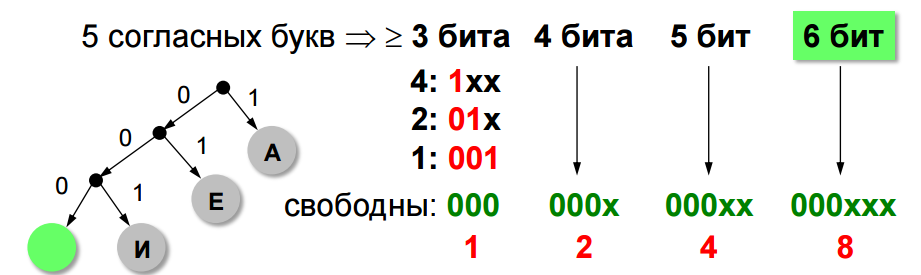 5 согласных букв ⇒ ≥ 3 бита 4 бита 5 бит 6 бит
4: 1xx
2: 01x
1: 001
свободны: 000 000x 000xx 000xxx
1 2 4 8
0 1
0 1 А
0 1 Е
И